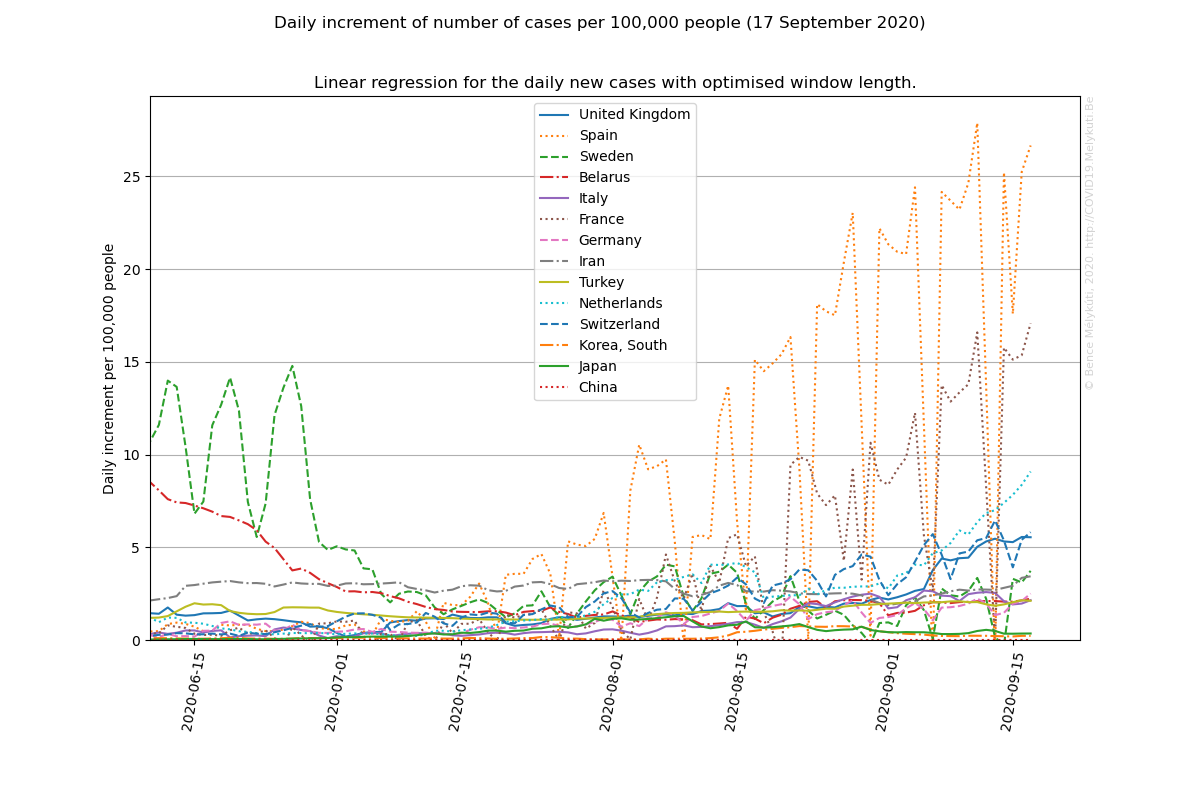 Daily increment of number of cases per 100,000 people (17 September 2020)
Linear regression for the daily new cases with optimised window length.
United Kingdom
Spain
Sweden
Belarus
Italy
France
Germany
Iran
Turkey
Netherlands
Switzerland
Korea, South
Japan
China
25
20
15
10
5
0
Daily increment per 100,000 people
2020-06-15
2020-07-01
2020-07-15
2020-08-01
2020-08-15
2020-09-01
2020-09-15
© Bence Mélykúti, 2020. http://COVID19.Melykuti.Be